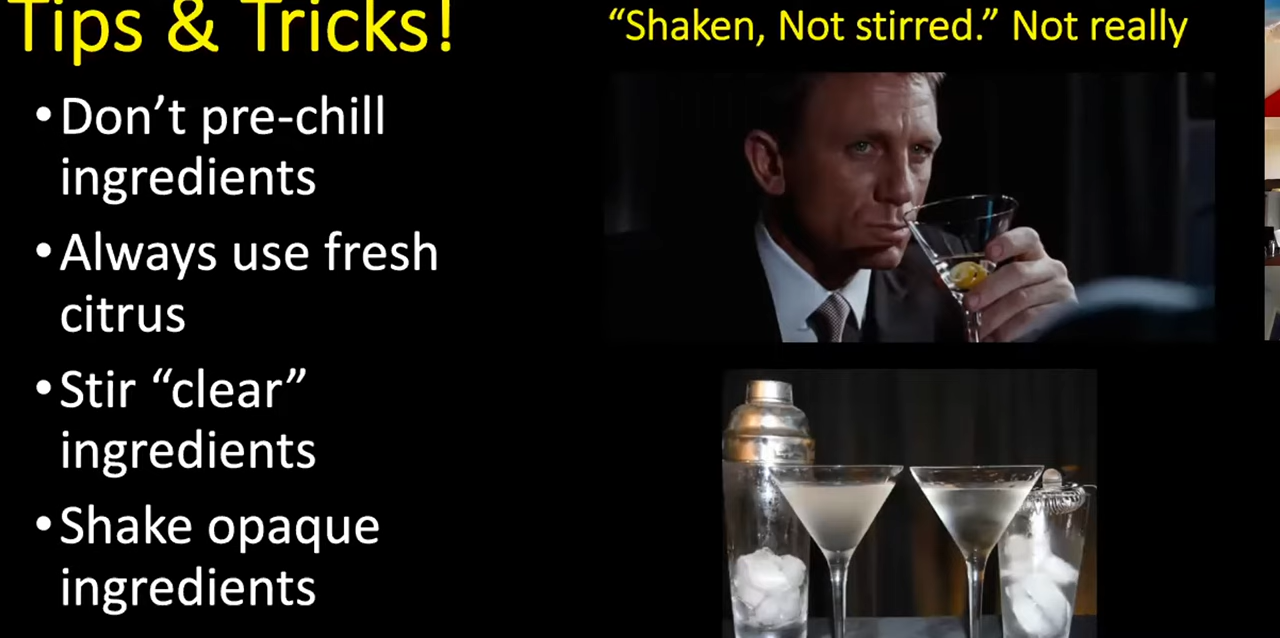 Tips & Tricks!
“Shaken, Not stirred.” Not really
•Don’t pre-chill
ingredients
•Always use fresh
citrus
•Stir “clear”
ingredients
•Shake opaque
ingredients